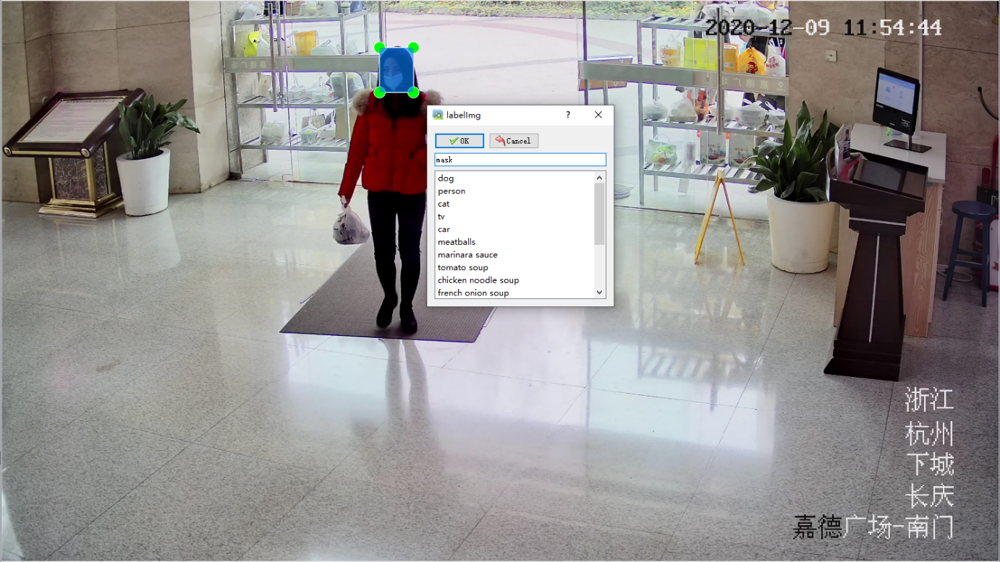 2020-12-09 11:54:44
labelImg
?
OK
Cancel
mask
dog
person
cat
tv
car
meatballs
marinara sauce
tomato soup
chicken noodle soup
french onion soup
浙江
杭州
下城
长庆
嘉德广场-南门